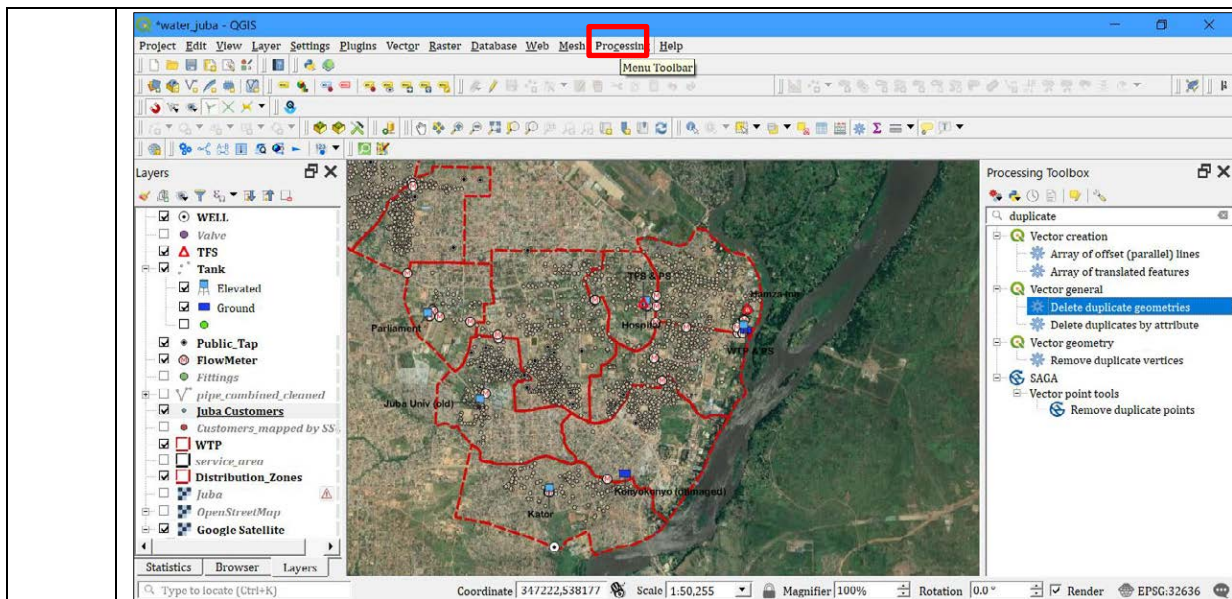 *water_juba - QGIS
Project Edit View Layer Settings Plugins Vector Raster Database Web Mesh Processing Help
Menu Toolbar
Layers
WELL
Valve
TFS
Tank
Elevated
Ground
Public_Tap
FlowMeter
Fittings
pipe_combined_cleaned
Juba Customers
Customers_mapped by SS
WTP
service_area
Distribution_Zones
Juba
OpenStreetMap
Google Satellite
Statistics Browser Layers
TPS & PS
Hamza-Inn
Parliament
Hospital
WTP & PS
Juba Univ (old)
Konyokonyo (damaged)
Kator
Processing Toolbox
duplicate
Vector creation
Array of offset (parallel) lines
Array of translated features
Vector general
Delete duplicate geometries
Delete duplicates by attribute
Vector geometry
Remove duplicate vertices
SAGA
Vector point tools
Remove duplicate points
Type to locate (Ctrl+K) Coordinate 347222,538177 Scale 1:50,255 Magnifier 100% Rotation 0.0 ° Render EPSG:32636